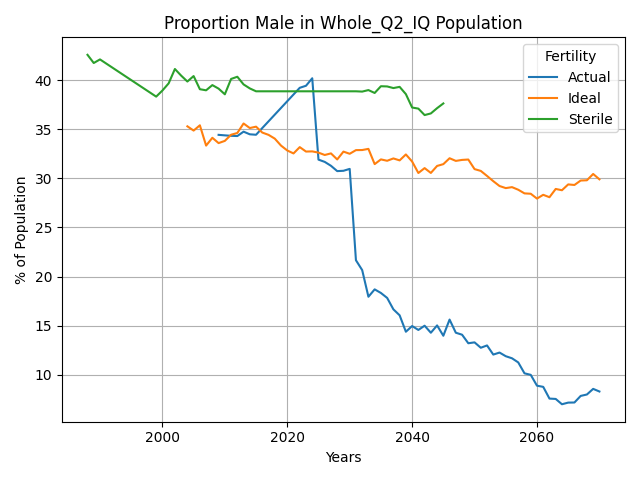 Proportion Male in Whole_Q2_IQ Population
Fertility
Actual
Ideal
Sterile
% of Population
40
35
30
25
20
15
10
2000
2020
2040
2060
Years